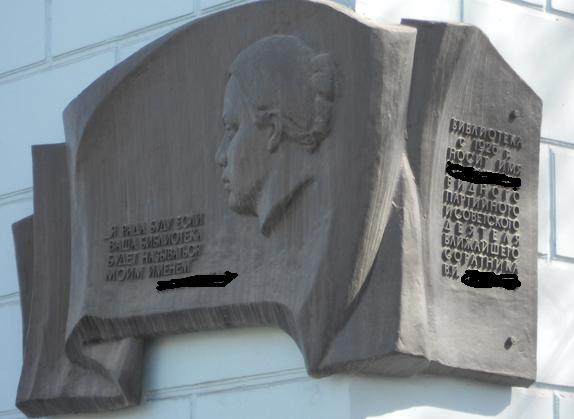 „Я РАДА БУДУ ЕСЛИ
ВАША БИБЛИОТЕКА
БУДЕТ НАЗЫВАТЬСЯ
МОИМ ИМЕНЕМ
БИБЛИОТЕКА
С 1920 Г.
НОСИТ ИМЯ
ВИДНОГО
ПАРТИЙНОГО
И СОВЕТСКОГО
ДЕЯТЕЛЯ
БЛИЖАЙШЕГО
СОРАТНИКА
В.И.